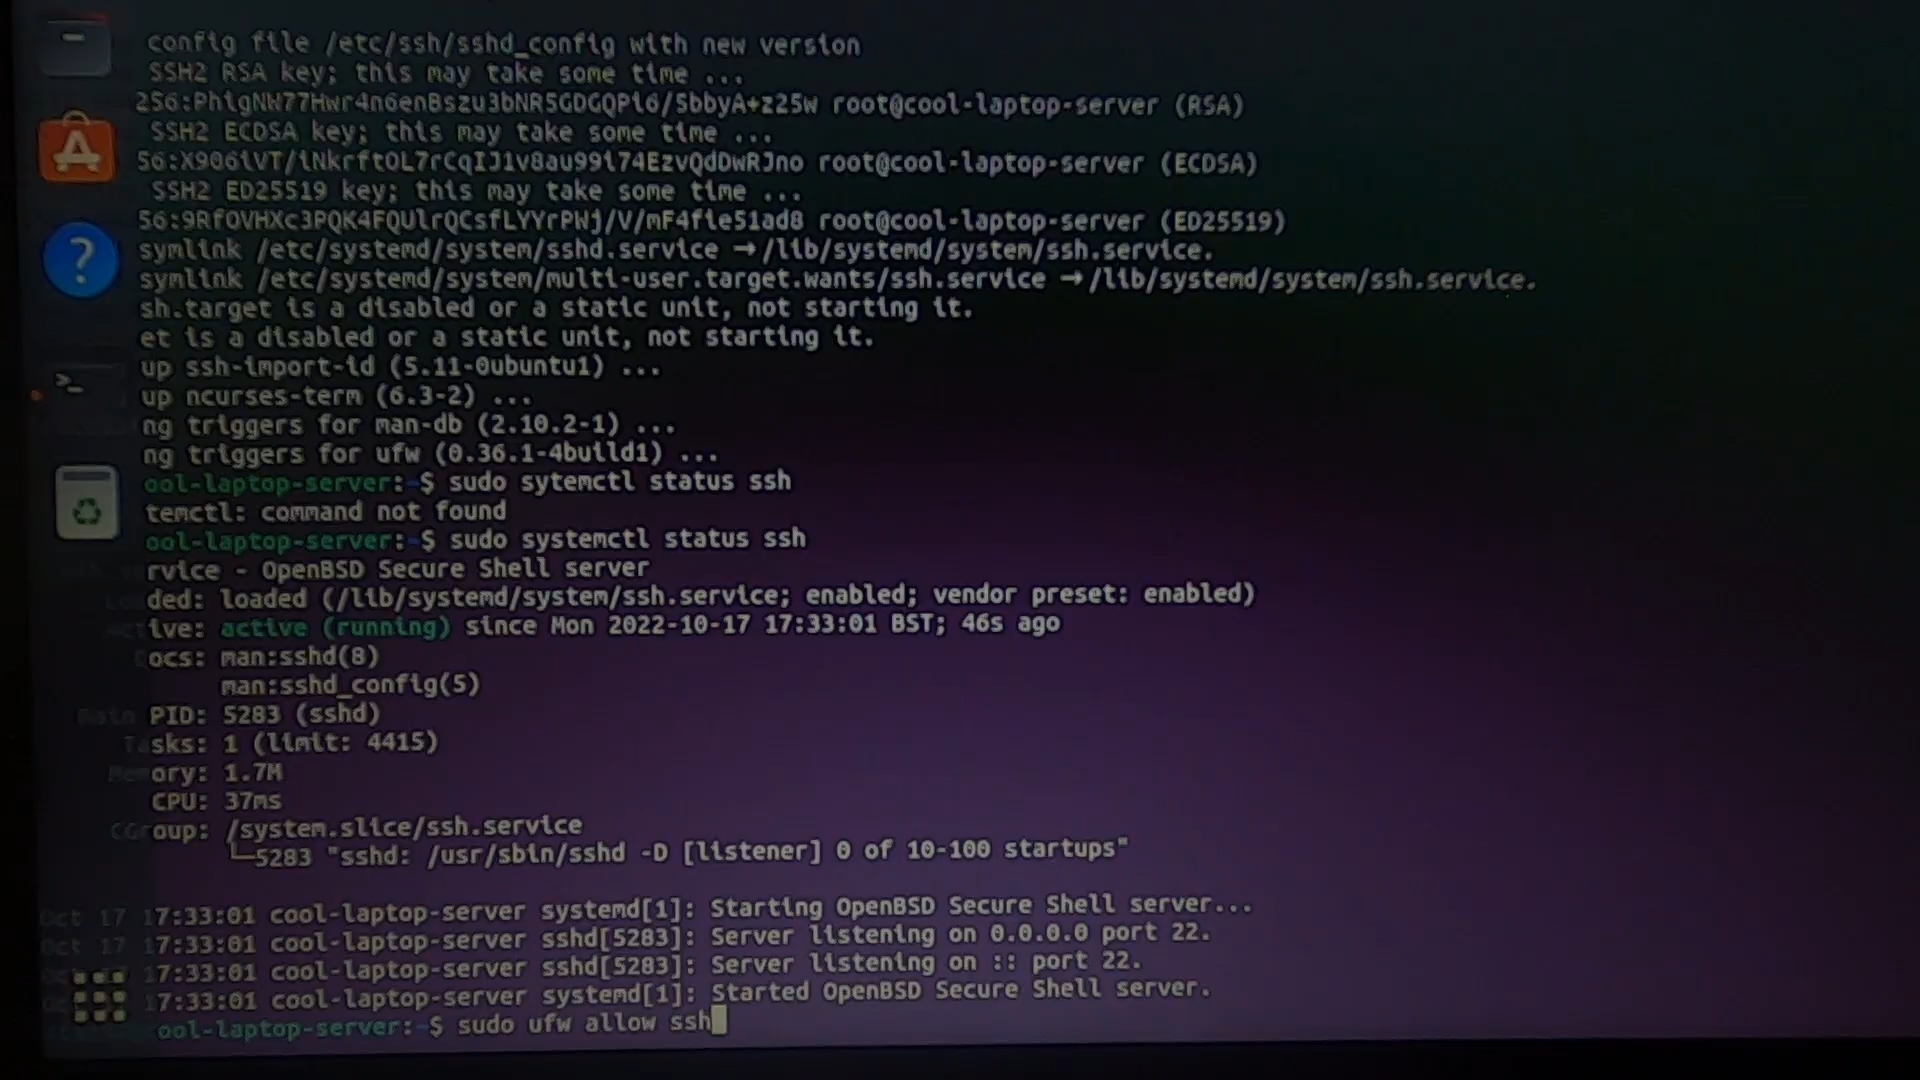 config file /etc/ssh/sshd_config with new version
SSH2 RSA key; this may take some time ...
256:PhigNW77Hwr4n6enBszu3bNR5GDGQPi6/5bbyA+z25w root@cool-laptop-server (RSA)
SSH2 ECDSA key; this may take some time ...
56:X906iVT/iNkrftOL7rCqIJ1v8au99i74EzvQdDwRJno root@cool-laptop-server (ECDSA)
SSH2 ED25519 key; this may take some time ...
56:9RfOVHXc3PQK4FQUlrQCsfLYYrPWj/V/mF4fie51ad8 root@cool-laptop-server (ED25519)
symlink /etc/systemd/system/sshd.service → /lib/systemd/system/ssh.service.
symlink /etc/systemd/system/multi-user.target.wants/ssh.service → /lib/systemd/system/ssh.service.
sh.target is a disabled or a static unit, not starting it.
et is a disabled or a static unit, not starting it.
up ssh-import-id (5.11-0ubuntu1) ...
up ncurses-term (6.3-2) ...
ng triggers for man-db (2.10.2-1) ...
ng triggers for ufw (0.36.1-4build1) ...
ool-laptop-server:~$ sudo sytemctl status ssh
temctl: command not found
ool-laptop-server:~$ sudo systemctl status ssh
rvice - OpenBSD Secure Shell server
ded: loaded (/lib/systemd/system/ssh.service; enabled; vendor preset: enabled)
ive: active (running) since Mon 2022-10-17 17:33:01 BST; 46s ago
Docs: man:sshd(8)
man:sshd_config(5)
Main PID: 5283 (sshd)
Tasks: 1 (limit: 4415)
Memory: 1.7M
CPU: 37ms
CGroup: /system.slice/ssh.service
└─5283 "sshd: /usr/sbin/sshd -D [listener] 0 of 10-100 startups"
Oct 17 17:33:01 cool-laptop-server systemd[1]: Starting OpenBSD Secure Shell server...
Oct 17 17:33:01 cool-laptop-server sshd[5283]: Server listening on 0.0.0.0 port 22.
17:33:01 cool-laptop-server sshd[5283]: Server listening on :: port 22.
17:33:01 cool-laptop-server systemd[1]: Started OpenBSD Secure Shell server.
ool-laptop-server:~$ sudo ufw allow ssh